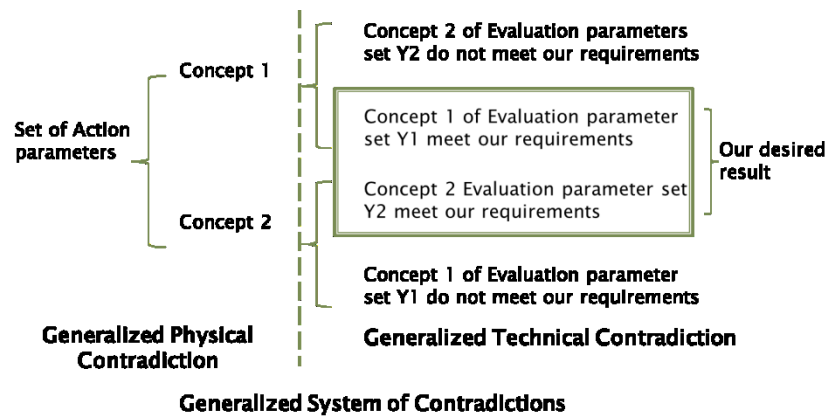 Concept 2 of Evaluation parameters
set Y2 do not meet our requirements
Concept 1
Concept 1 of Evaluation parameter
set Y1 meet our requirements
Set of Action
parameters
Our desired
result
Concept 2 Evaluation parameter set
Y2 meet our requirements
Concept 2
Concept 1 of Evaluation parameter
set Y1 do not meet our requirements
Generalized Physical
Contradiction
Generalized Technical Contradiction
Generalized System of Contradictions